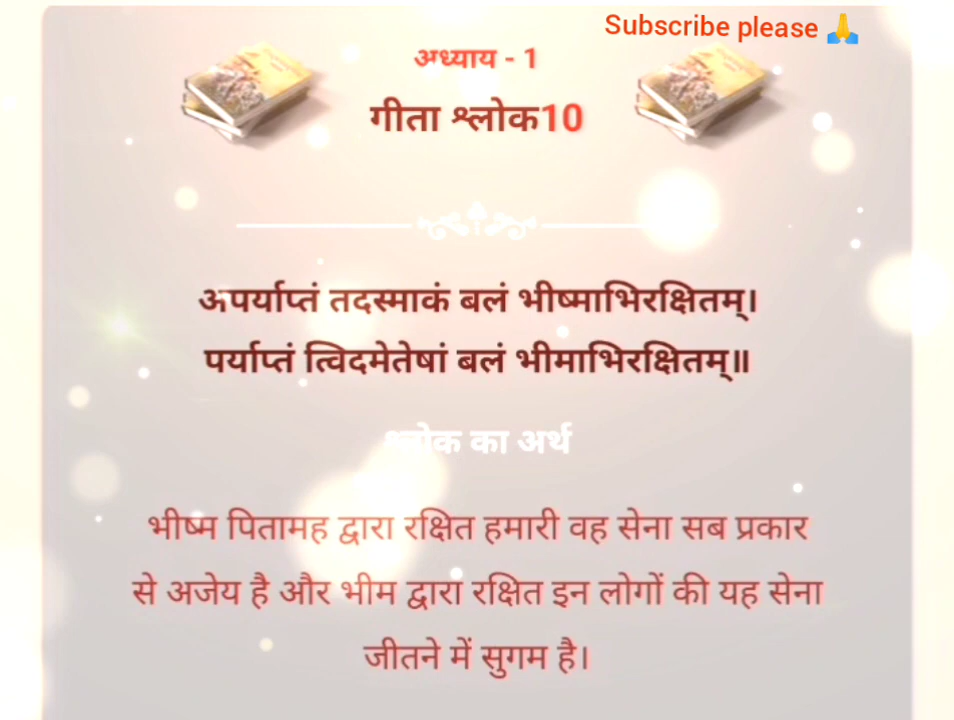 Subscribe please 🙏
अध्याय - 1
गीता श्लोक10
अपर्याप्तं तदस्माकं बलं भीष्माभिरक्षितम्।
पर्याप्तं त्विदमेतेषां बलं भीमाभिरक्षितम्॥
श्लोक का अर्थ
भीष्म पितामह द्वारा रक्षित हमारी वह सेना सब प्रकार
से अजेय है और भीम द्वारा रक्षित इन लोगों की यह सेना
जीतने में सुगम है।